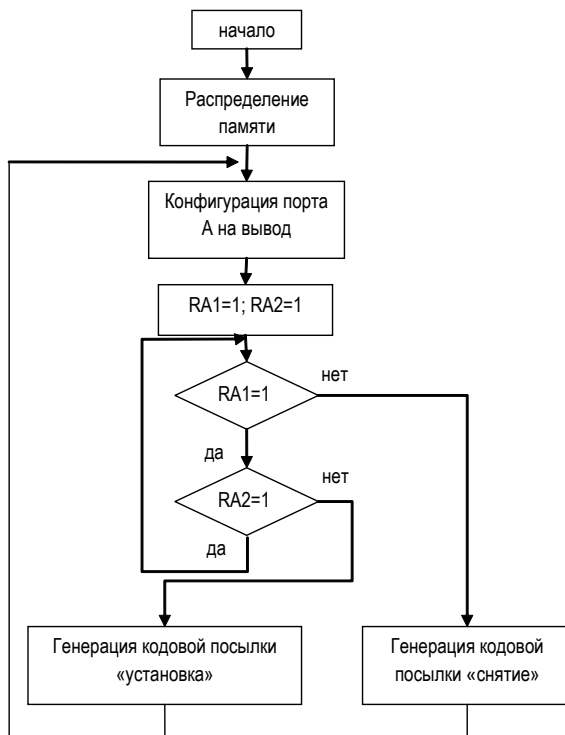 начало
Распределение
памяти
Конфигурация порта
А на вывод
RA1=1; RA2=1
RA1=1
нет
да
RA2=1
нет
да
Генерация кодовой посылки
«установка»
Генерация кодовой
посылки «снятие»